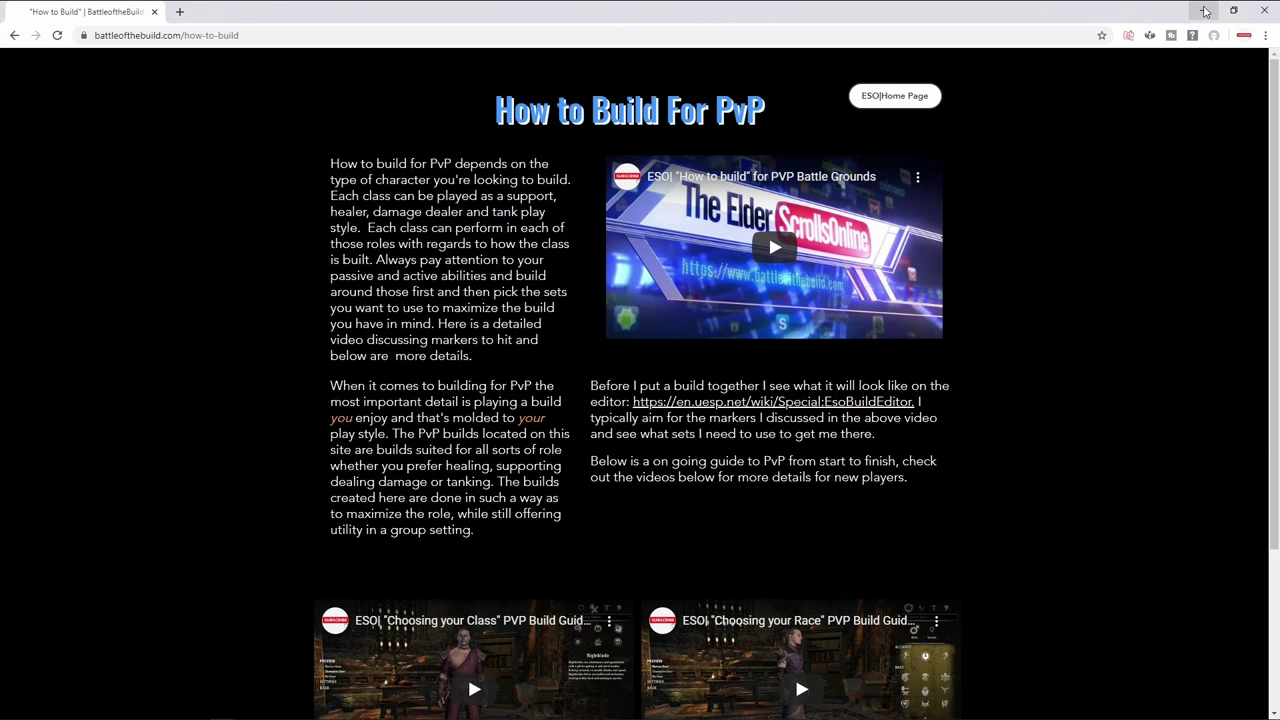 "How to Build" | BattleoftheBuild
battleofthebuild.com/how-to-build
How to Build For PvP
ESO|Home Page
How to build for PvP depends on the
type of character you're looking to build.
Each class can be played as a support,
healer, damage dealer and tank play
style.  Each class can perform in each of
those roles with regards to how the class
is built. Always pay attention to your
passive and active abilities and build
around those first and then pick the sets
you want to use to maximize the build
you have in mind. Here is a detailed
video discussing markers to hit and
below are  more details.
SUBSCRIBE
ESO| "How to build" for PVP Battle Grounds
The Elder ScrollsOnline
https://www.battleofthebuild.com
When it comes to building for PvP the
most important detail is playing a build
you enjoy and that's molded to your
play style. The PvP builds located on this
site are builds suited for all sorts of role
whether you prefer healing, supporting
dealing damage or tanking. The builds
created here are done in such a way as
to maximize the role, while still offering
utility in a group setting.
Before I put a build together I see what it will look like on the
editor: https://en.uesp.net/wiki/Special:EsoBuildEditor. I
typically aim for the markers I discussed in the above video
and see what sets I need to use to get me there.
Below is a on going guide to PvP from start to finish, check
out the videos below for more details for new players.
SUBSCRIBE
ESO| "Choosing your Class" PVP Build Guid...
Nightblade
PREVIEW
SUBSCRIBE
ESO| "Choosing your Race" PVP Build Guid...
PREVIEW